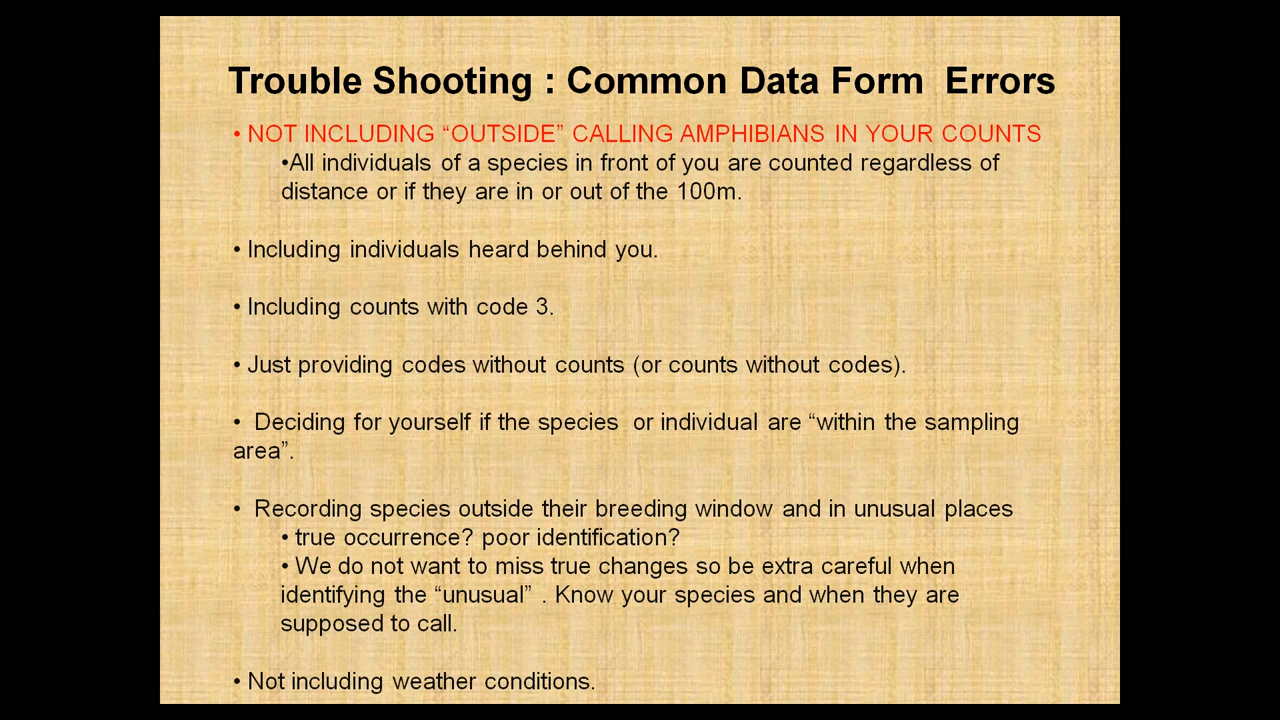 Trouble Shooting : Common Data Form  Errors
• NOT INCLUDING “OUTSIDE” CALLING AMPHIBIANS IN YOUR COUNTS
•All individuals of a species in front of you are counted regardless of
distance or if they are in or out of the 100m.
• Including individuals heard behind you.
• Including counts with code 3.
• Just providing codes without counts (or counts without codes).
•  Deciding for yourself if the species  or individual are “within the sampling
area”.
•  Recording species outside their breeding window and in unusual places
• true occurrence? poor identification?
• We do not want to miss true changes so be extra careful when
identifying the “unusual” . Know your species and when they are
supposed to call.
• Not including weather conditions.